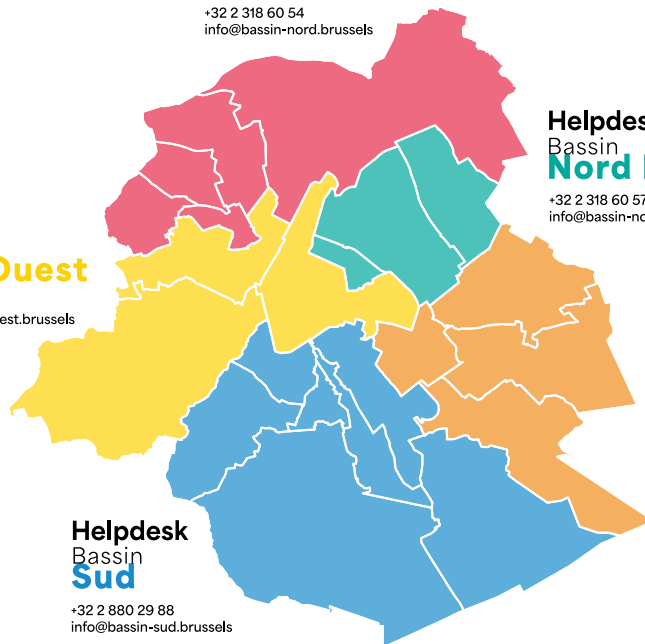 +32 2 318 60 54
info@bassin-nord.brussels
Helpdes
Bassin
Nord
+32 2 318 60 57
info@bassin-no
Ouest
est.brussels
Helpdesk
Bassin
Sud
+32 2 880 29 88
info@bassin-sud.brussels